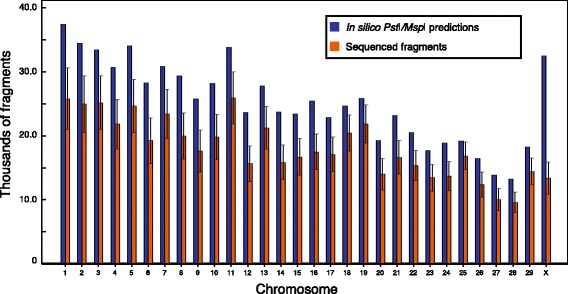 40.0
In silico PstI/MspI predictions
Sequenced fragments
30.0
20.0
10.0
.0
Thousands of fragments
1 2 3 4 5 6 7 8 9 10 11 12 13 14 15 16 17 18 19 20 21 22 23 24 25 26 27 28 29 X
Chromosome